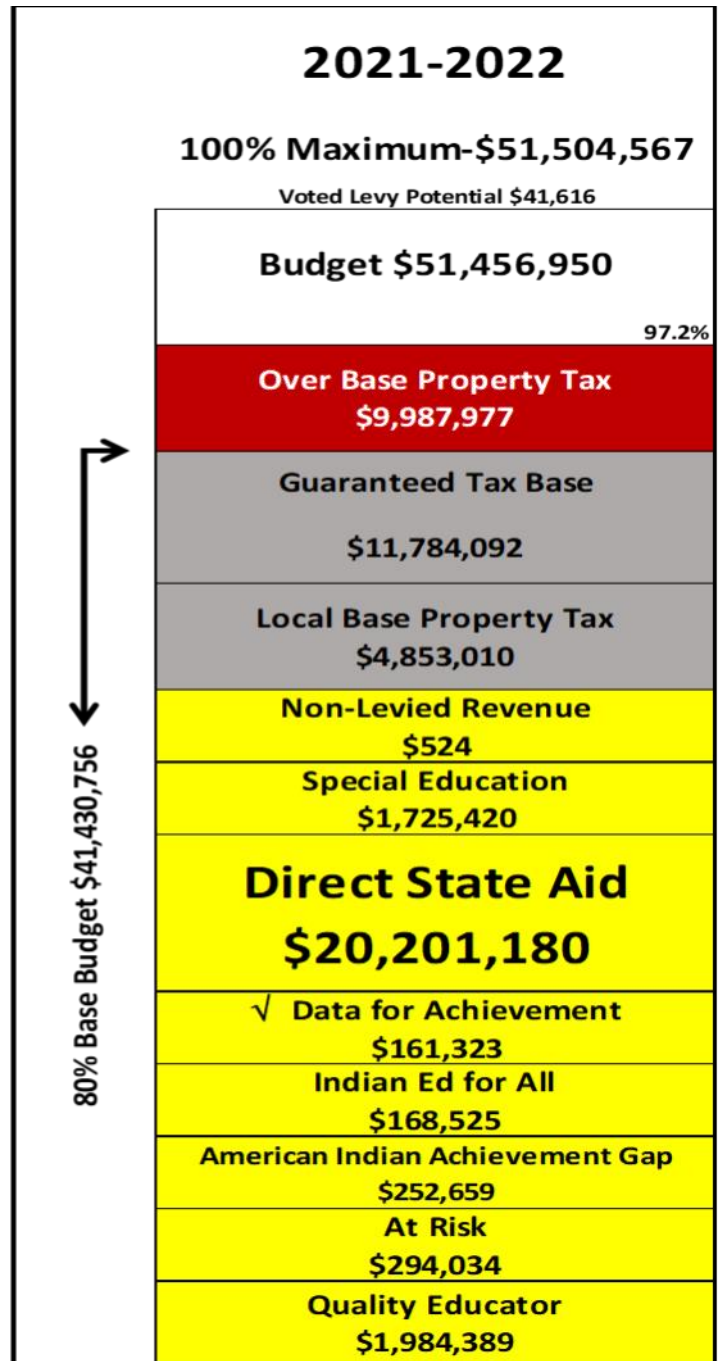 2021-2022
100% Maximum-$51,504,567
Voted Levy Potential $41,616
Budget $51,456,950
97.2%
Over Base Property Tax
$9,987,977
Guaranteed Tax Base
$11,784,092
Local Base Property Tax
$4,853,010
Non-Levied Revenue
$524
Special Education
$1,725,420
Direct State Aid
$20,201,180
√ Data for Achievement
$161,323
Indian Ed for All
$168,525
American Indian Achievement Gap
$252,659
At Risk
$294,034
Quality Educator
$1,984,389
80% Base Budget $41,430,756